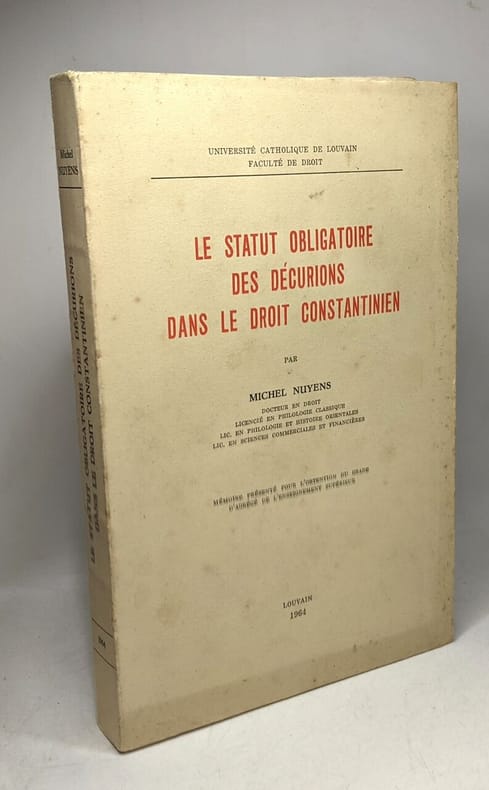 UNIVERSITÉ CATHOLIQUE DE LOUVAIN
FACULTÉ DE DROIT
LE STATUT OBLIGATOIRE
DES DÉCURIONS
DANS LE DROIT CONSTANTINIEN
PAR
MICHEL NUYENS
DOCTEUR EN DROIT
LICENCIÉ EN PHILOLOGIE CLASSIQUE
LIC. EN PHILOLOGIE ET HISTOIRE ORIENTALES
LIC. EN SCIENCES COMMERCIALES ET FINANCIÈRES
MÉMOIRE PRÉSENTÉ POUR L'OBTENTION DU GRADE
D'AGRÉGÉ DE L'ENSEIGNEMENT SUPÉRIEUR
LOUVAIN
1964
Michel
NUYENS
LE STATUT OBLIGATOIRE DES DÉCURIONS
DANS LE DROIT CONSTANTINIEN
1964